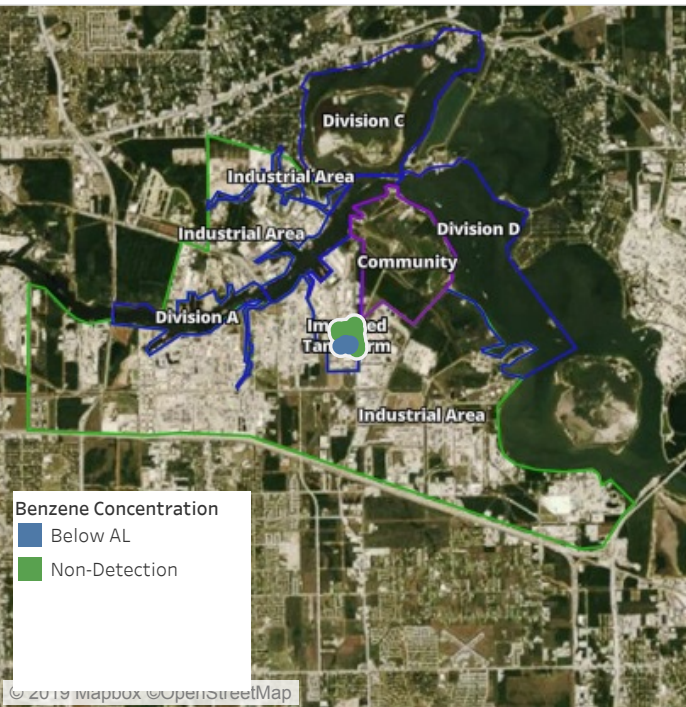 Division C
Industrial Area
Division D
Industrial Area
Community
Division A
Industrial Area
Benzene Concentration
Below AL
Non-Detection
© 2019 Mapbox ©OpenStreetMap